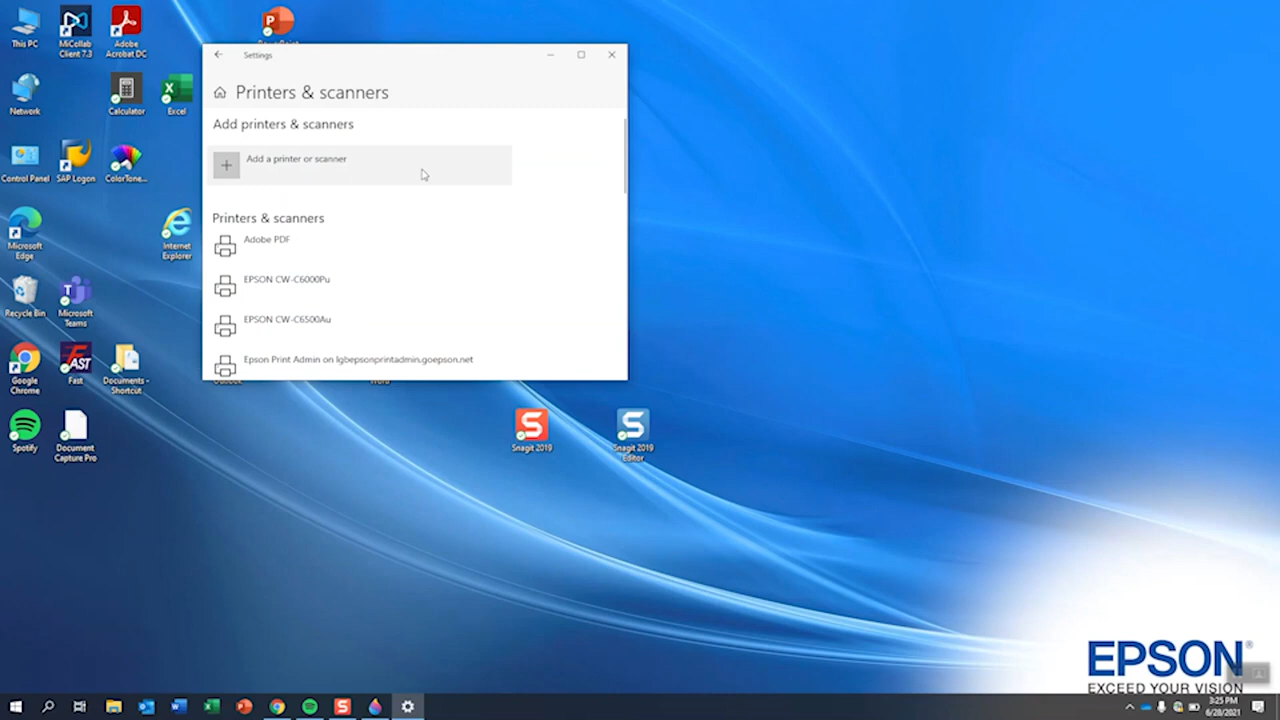 This PC
MiCollab
Client 7.3
Adobe
Acrobat DC
Settings
Printers & scanners
Add printers & scanners
Add a printer or scanner
Printers & scanners
Adobe PDF
EPSON CW-C6000Pu
EPSON CW-C6500Au
Epson Print Admin on lgbepsonprintadmin.goepson.net
Network
Calculator
Excel
Control Panel
SAP Logon
ColorTone...
Microsoft
Edge
Internet
Explorer
Recycle Bin
Microsoft
Teams
Google
Chrome
Fast
Documents -
Shortcut
Spotify
Document
Capture Pro
Snagit 2019
Snagit 2019
Editor
EPSON®
EXCEED YOUR VISION
3:25 PM
6/28/2021